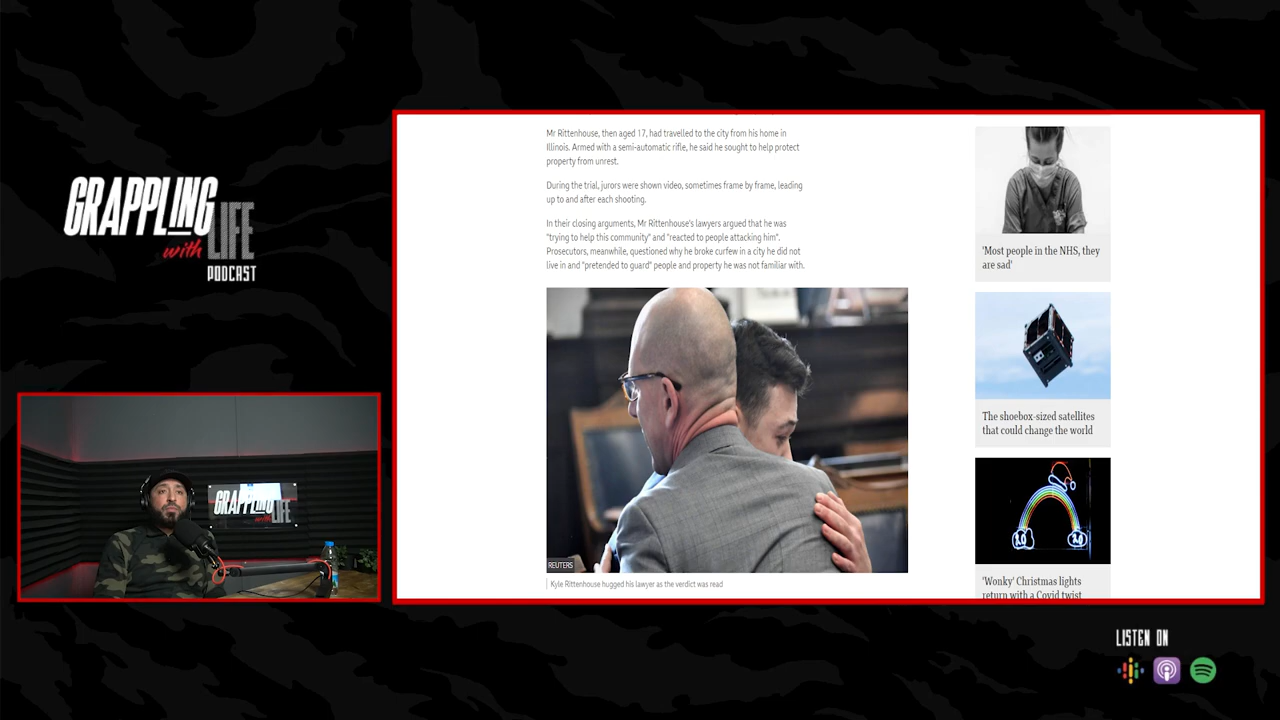 GRAPPLING
with LIFE
PODCAST
Mr Rittenhouse, then aged 17, had travelled to the city from his home in
Illinois. Armed with a semi-automatic rifle, he said he sought to help protect
property from unrest.
During the trial, jurors were shown video, sometimes frame by frame, leading
up to and after each shooting.
In their closing arguments, Mr Rittenhouse's lawyers argued that he was
"trying to help this community" and "reacted to people attacking him".
Prosecutors, meanwhile, questioned why he broke curfew in a city he did not
live in and "pretended to guard" people and property he was not familiar with.
REUTERS
Kyle Rittenhouse hugged his lawyer as the verdict was read
'Most people in the NHS, they
are sad'
The shoebox-sized satellites
that could change the world
'Wonky' Christmas lights
return with a Covid twist
GRAPPLING
with LIFE
LISTEN ON